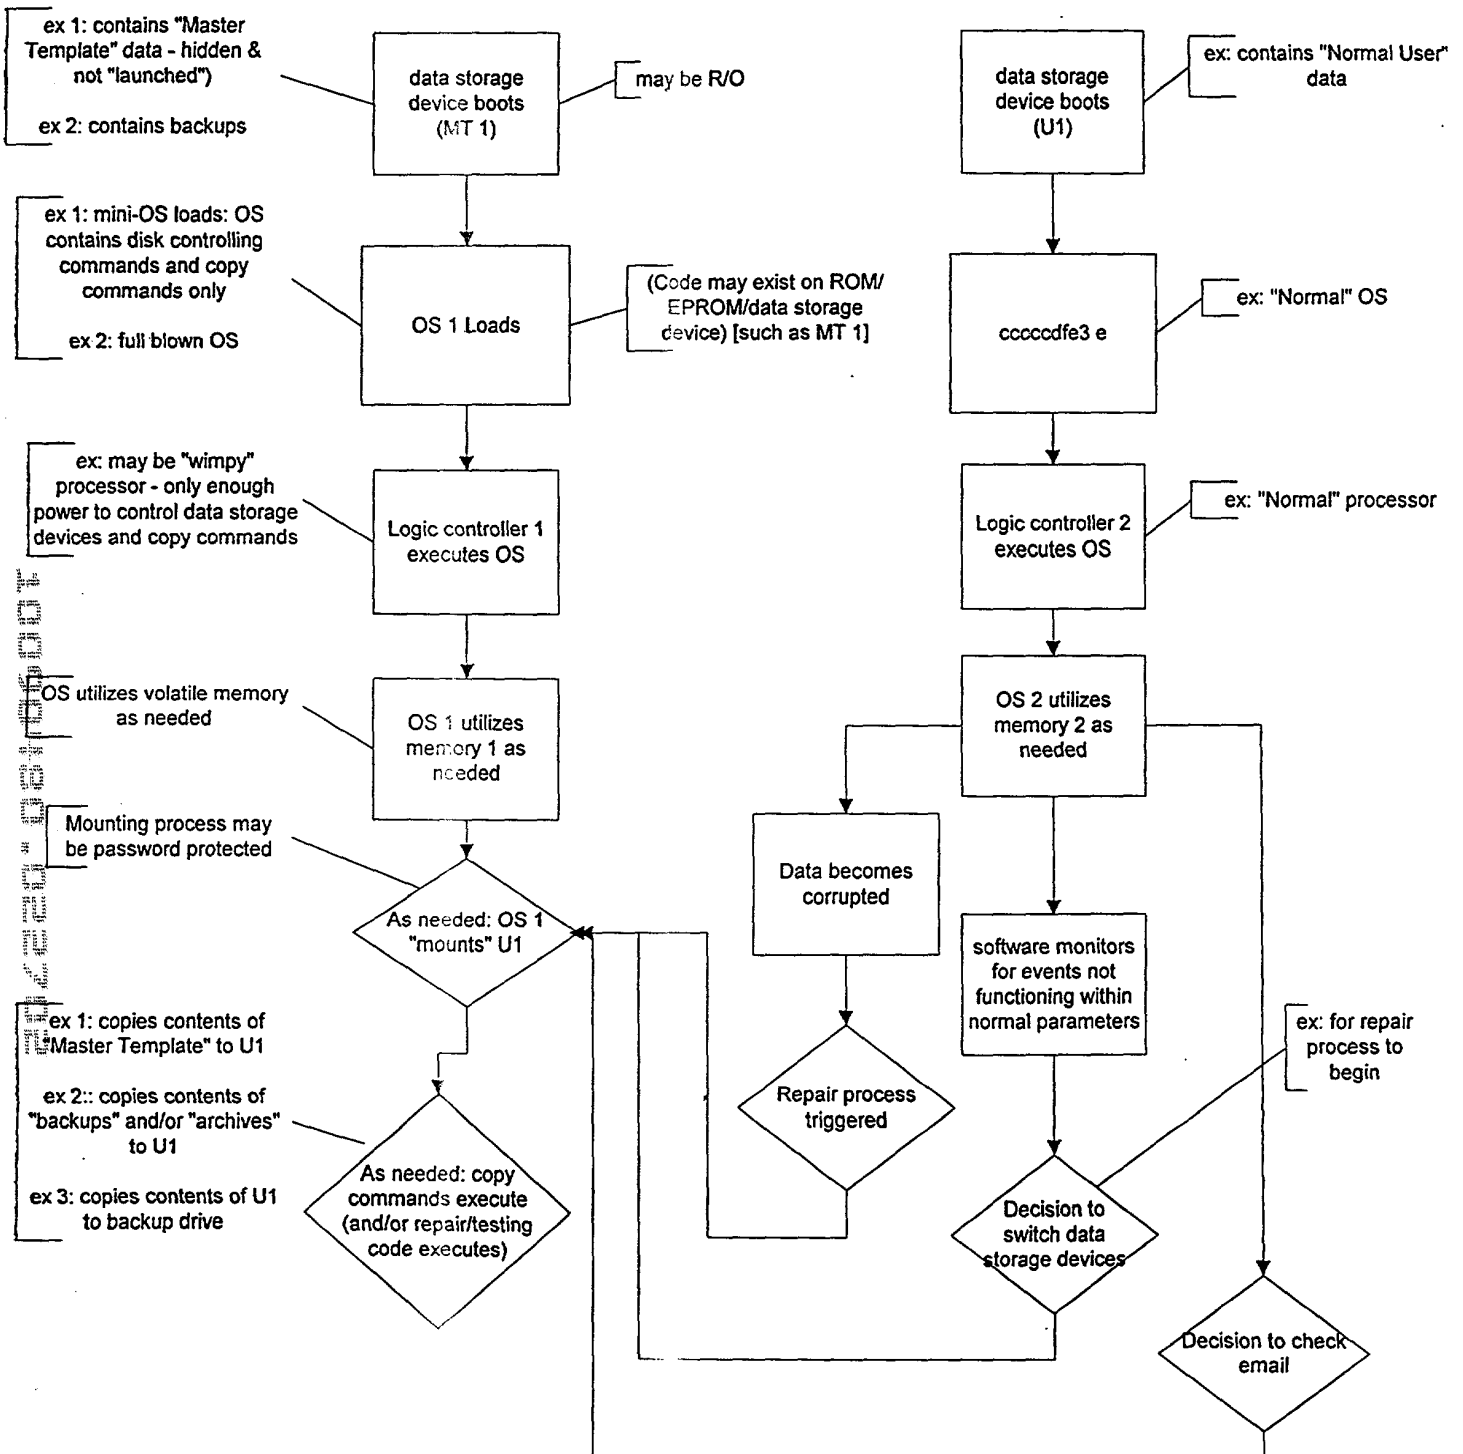 ex 1: contains "Master
Template" data - hidden &
not "launched")
ex 2: contains backups
data storage
device boots
(MT 1)
may be R/O
data storage
device boots
(U1)
ex: contains "Normal User"
data
ex 1: mini-OS loads: OS
contains disk controlling
commands and copy
commands only
ex 2: full blown OS
OS 1 Loads
(Code may exist on ROM/
EPROM/data storage
device) [such as MT 1]
cccccdfe3 e
ex: "Normal" OS
ex: may be "wimpy"
processor - only enough
power to control data storage
devices and copy commands
Logic controller 1
executes OS
Logic controller 2
executes OS
ex: "Normal" processor
OS utilizes volatile memory
as needed
OS 1 utilizes
memory 1 as
needed
OS 2 utilizes
memory 2 as
needed
Mounting process may
be password protected
As needed: OS 1
"mounts" U1
Data becomes
corrupted
software monitors
for events not
functioning within
normal parameters
ex 1: copies contents of
"Master Template" to U1
ex 2:: copies contents of
"backups" and/or "archives"
to U1
ex 3: copies contents of U1
to backup drive
As needed: copy
commands execute
(and/or repair/testing
code executes)
Repair process
triggered
ex: for repair
process to
begin
Decision to
switch data
storage devices
Decision to check
email